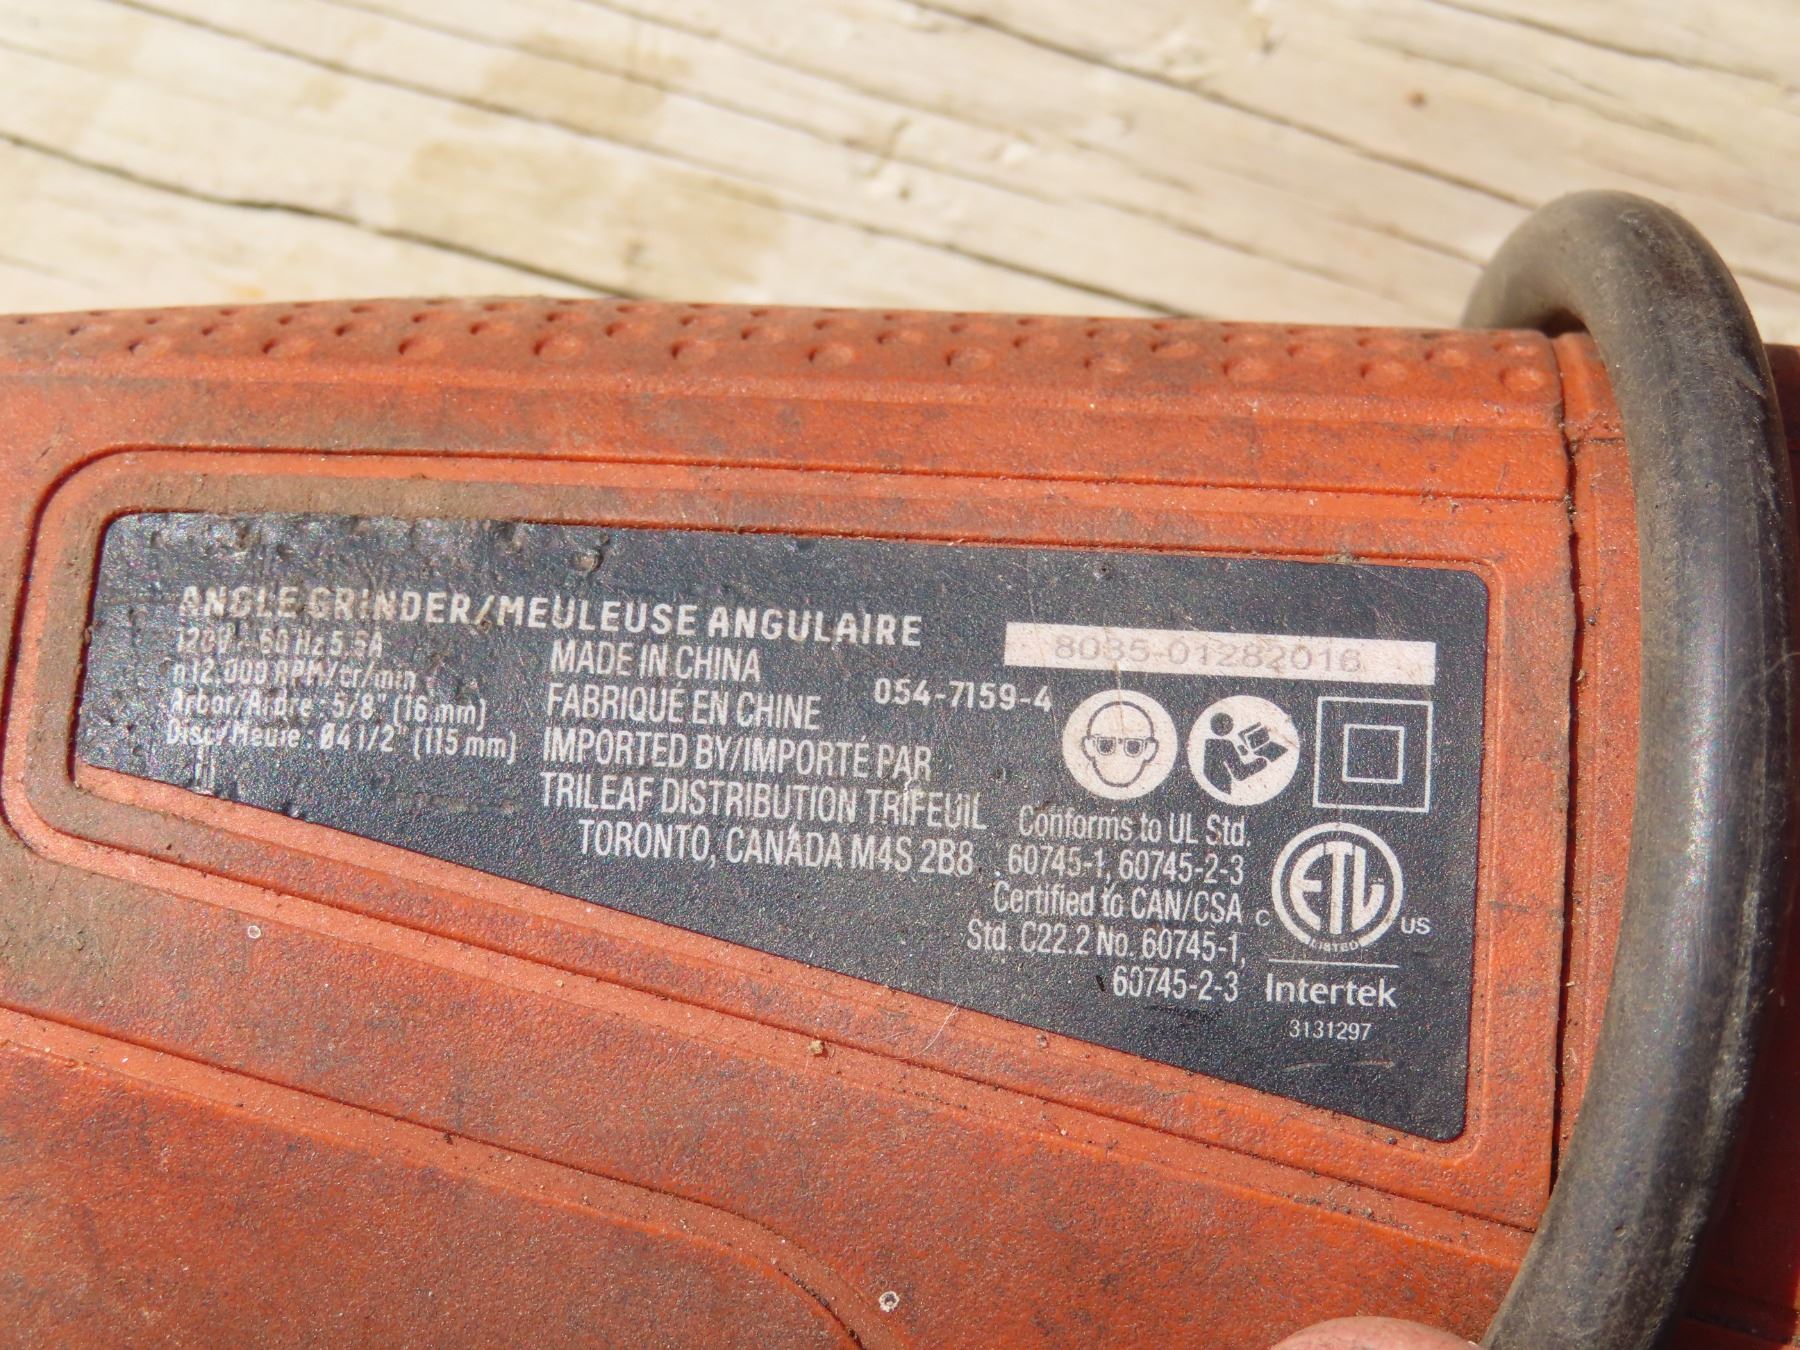 ANGLE GRINDER/MEULEUSE ANGULAIRE
120V~ 60 Hz 5.5A
n12.000 RPM/cr/min
Arbor/Arbre : 5/8" (16 mm)
Disc/Meule : Ø4 1/2" (115 mm)
MADE IN CHINA
FABRIQUÉ EN CHINE
IMPORTED BY/IMPORTÉ PAR
TRILEAF DISTRIBUTION TRIFEUIL
TORONTO, CANADA M4S 2B8
054-7159-4
8035-01282016
Conforms to UL Std.
60745-1, 60745-2-3
Certified to CAN/CSA
Std. C22.2 No. 60745-1,
60745-2-3
C ETL US
LISTED
Intertek
3131297